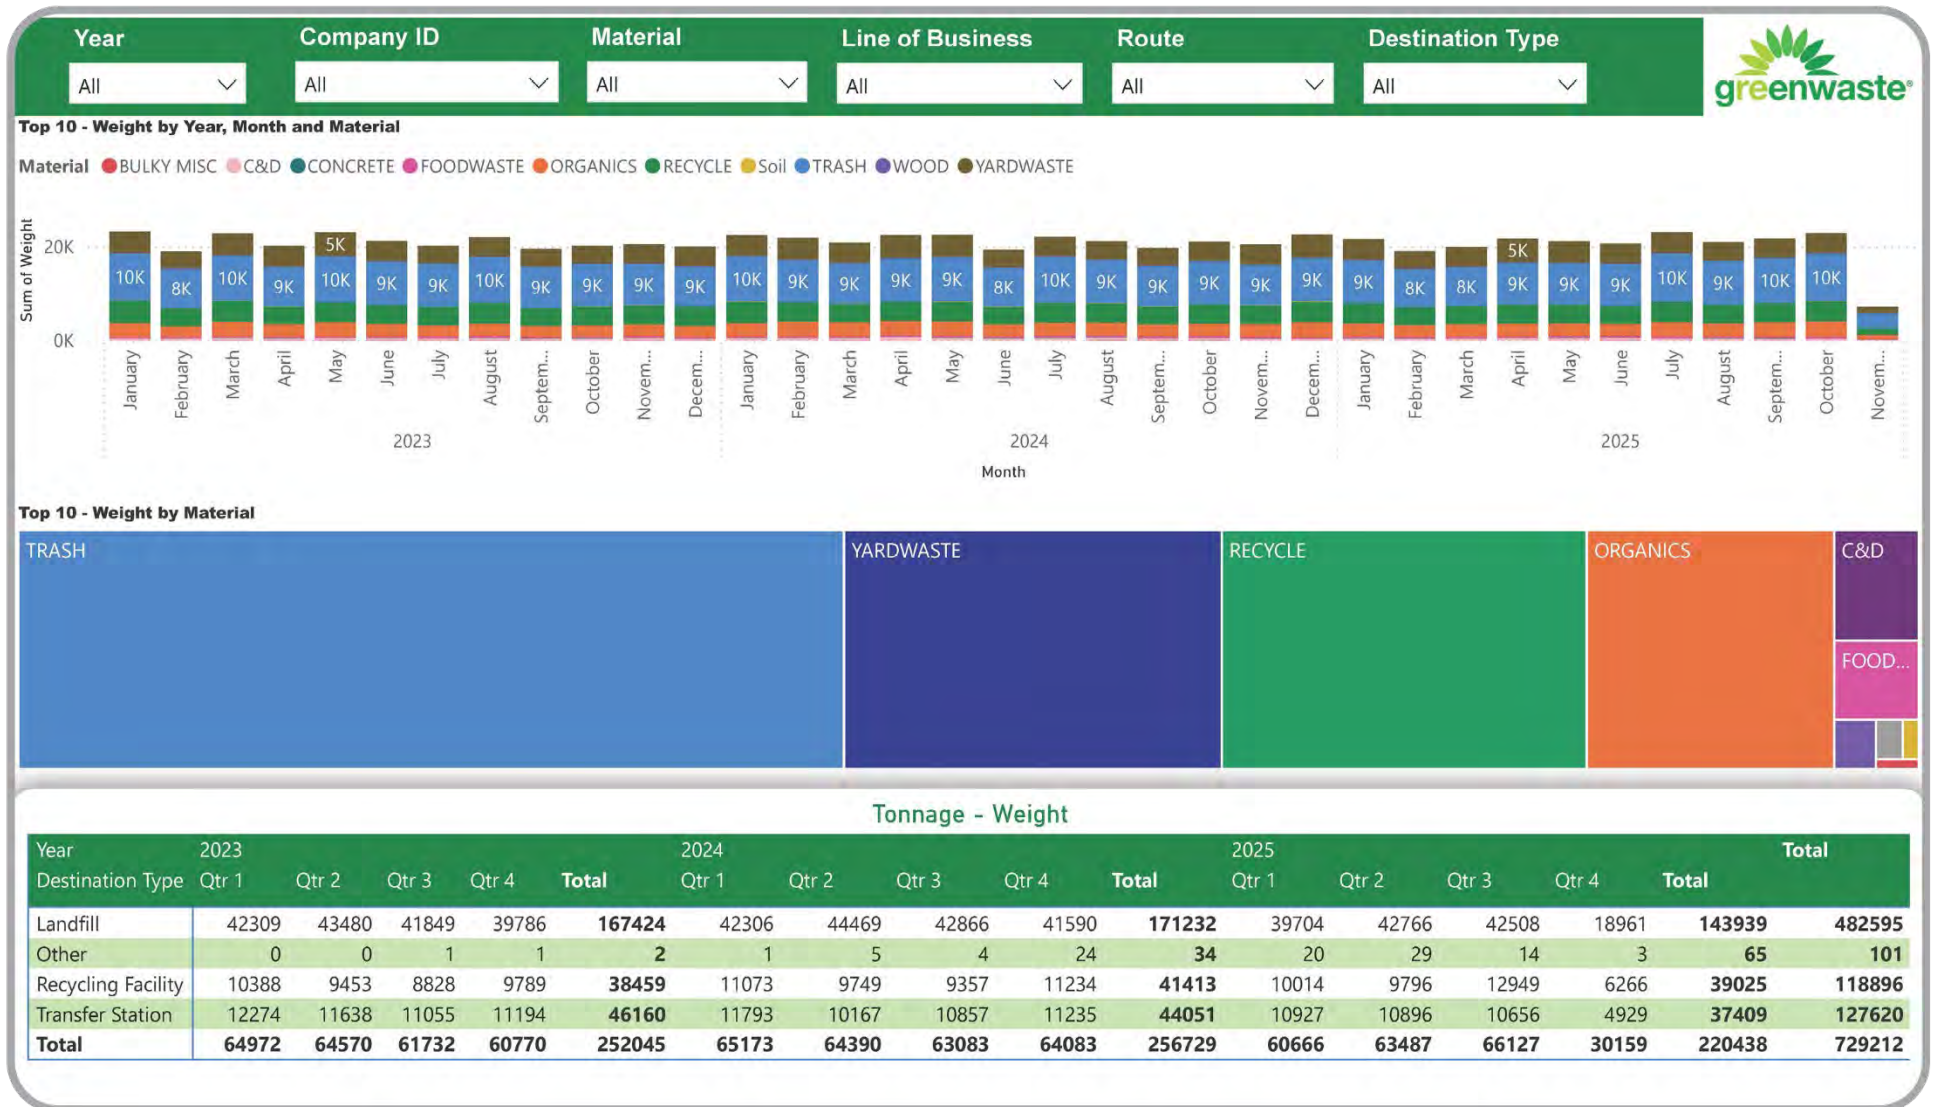 Year Company ID Material Line of Business Route Destination Type
All All All All All All
greenwaste®
Top 10 - Weight by Year, Month and Material
Material BULKY MISC C&D CONCRETE FOODWASTE ORGANICS RECYCLE Soil TRASH WOOD YARDWASTE
Sum of Weight
20K
0K
5K 5K
10K 8K 10K 9K 10K 9K 9K 10K 9K 9K 9K 9K 10K 9K 9K 9K 9K 8K 10K 9K 9K 9K 9K 9K 9K 8K 8K 9K 9K 9K 10K 9K 10K 10K
January February March April May June July August Septem... October Novem... Decem... January February March April May June July August Septem... October Novem... Decem... January February March April May June July August Septem... October Novem...
2023 2024 2025
Month
Top 10 - Weight by Material
TRASH YARDWASTE RECYCLE ORGANICS C&D
FOOD...
Tonnage - Weight
Year 2023 2024 2025 Total
Destination Type Qtr 1 Qtr 2 Qtr 3 Qtr 4 Total Qtr 1 Qtr 2 Qtr 3 Qtr 4 Total Qtr 1 Qtr 2 Qtr 3 Qtr 4 Total
Landfill 42309 43480 41849 39786 167424 42306 44469 42866 41590 171232 39704 42766 42508 18961 143939 482595
Other 0 0 1 1 2 1 5 4 24 34 20 29 14 3 65 101
Recycling Facility 10388 9453 8828 9789 38459 11073 9749 9357 11234 41413 10014 9796 12949 6266 39025 118896
Transfer Station 12274 11638 11055 11194 46160 11793 10167 10857 11235 44051 10927 10896 10656 4929 37409 127620
Total 64972 64570 61732 60770 252045 65173 64390 63083 64083 256729 60666 63487 66127 30159 220438 729212